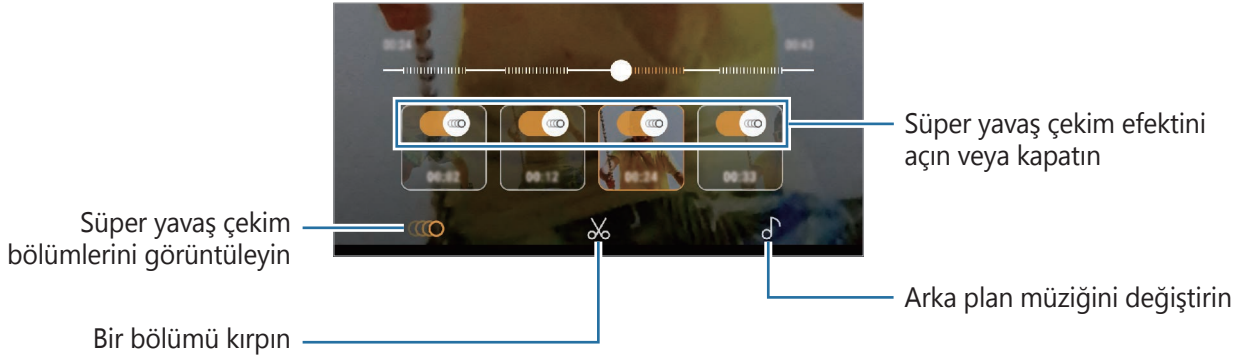 00:24
00:43
Süper yavaş çekim efektini
açın veya kapatın
00:02
00:12
00:24
00:33
Süper yavaş çekim
bölümlerini görüntüleyin
Arka plan müziğini değiştirin
Bir bölümü kırpın